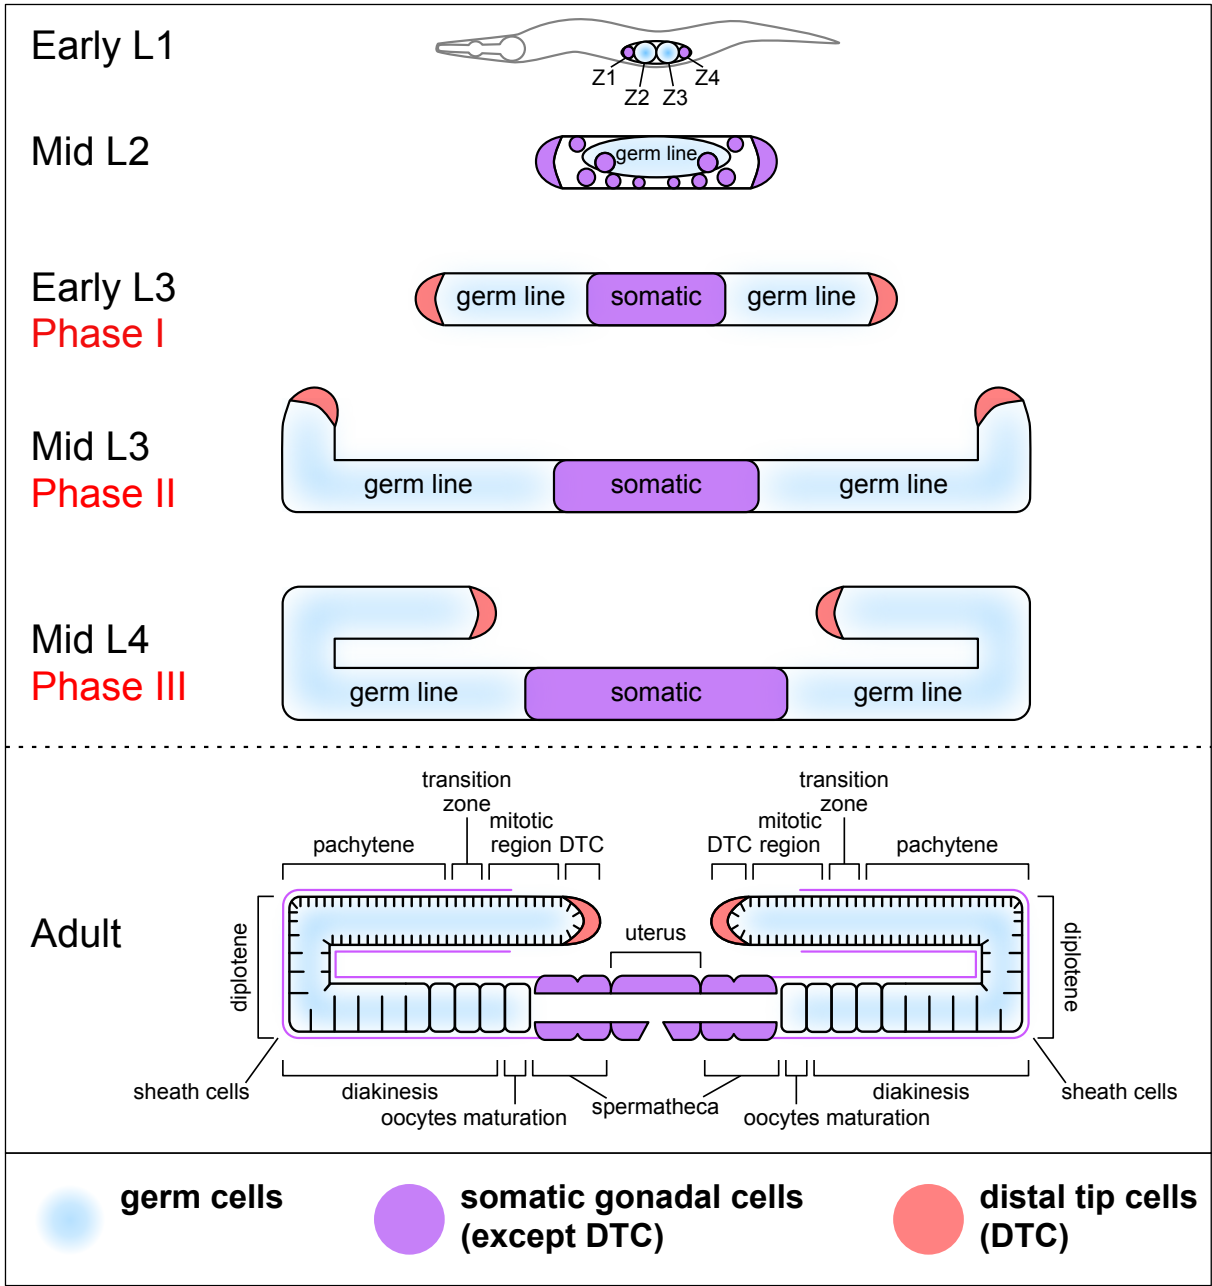 Early L1
Z1
Z4
Z2
Z3
Mid L2
germ line
Early L3
Phase I
germ line
somatic
germ line
Mid L3
Phase II
germ line
somatic
germ line
Mid L4
Phase III
germ line
somatic
germ line
Adult
transition
zone
transition
zone
mitotic
region
mitotic
region
pachytene
DTC
DTC
pachytene
diplotene
uterus
diplotene
sheath cells
diakinesis
oocytes maturation
spermatheca
oocytes maturation
diakinesis
sheath cells
germ cells
somatic gonadal cells
(except DTC)
distal tip cells
(DTC)